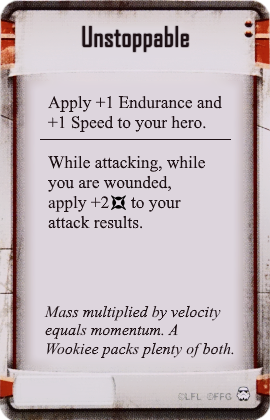 Unstoppable
Apply +1 Endurance and
+1 Speed to your hero.
While attacking, while
you are wounded,
apply +2 to your
attack results.
Mass multiplied by velocity
equals momentum. A
Wookiee packs plenty of both.
©LFL ©FFG